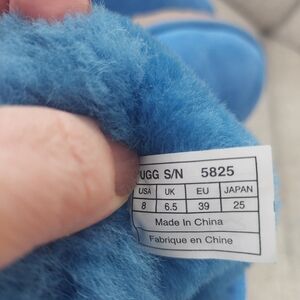 UGG S/N 5825
USA UK EU JAPAN
8 6.5 39 25
Made In China
Fabrique en Chine